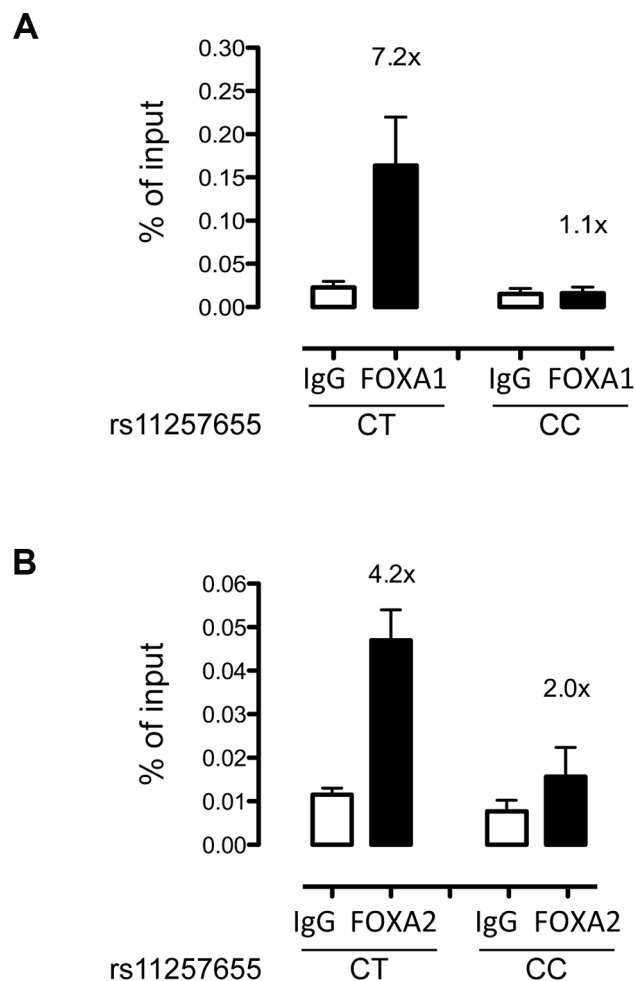 A
7.2x
0.30
0.25
0.20
0.15
0.10
0.05
0.00
% of input
1.1x
IgG FOXA1 IgG FOXA1
rs11257655 CT CC
B
4.2x
0.06
0.05
0.04
0.03
0.02
0.01
0.00
% of input
2.0x
IgG FOXA2 IgG FOXA2
rs11257655 CT CC